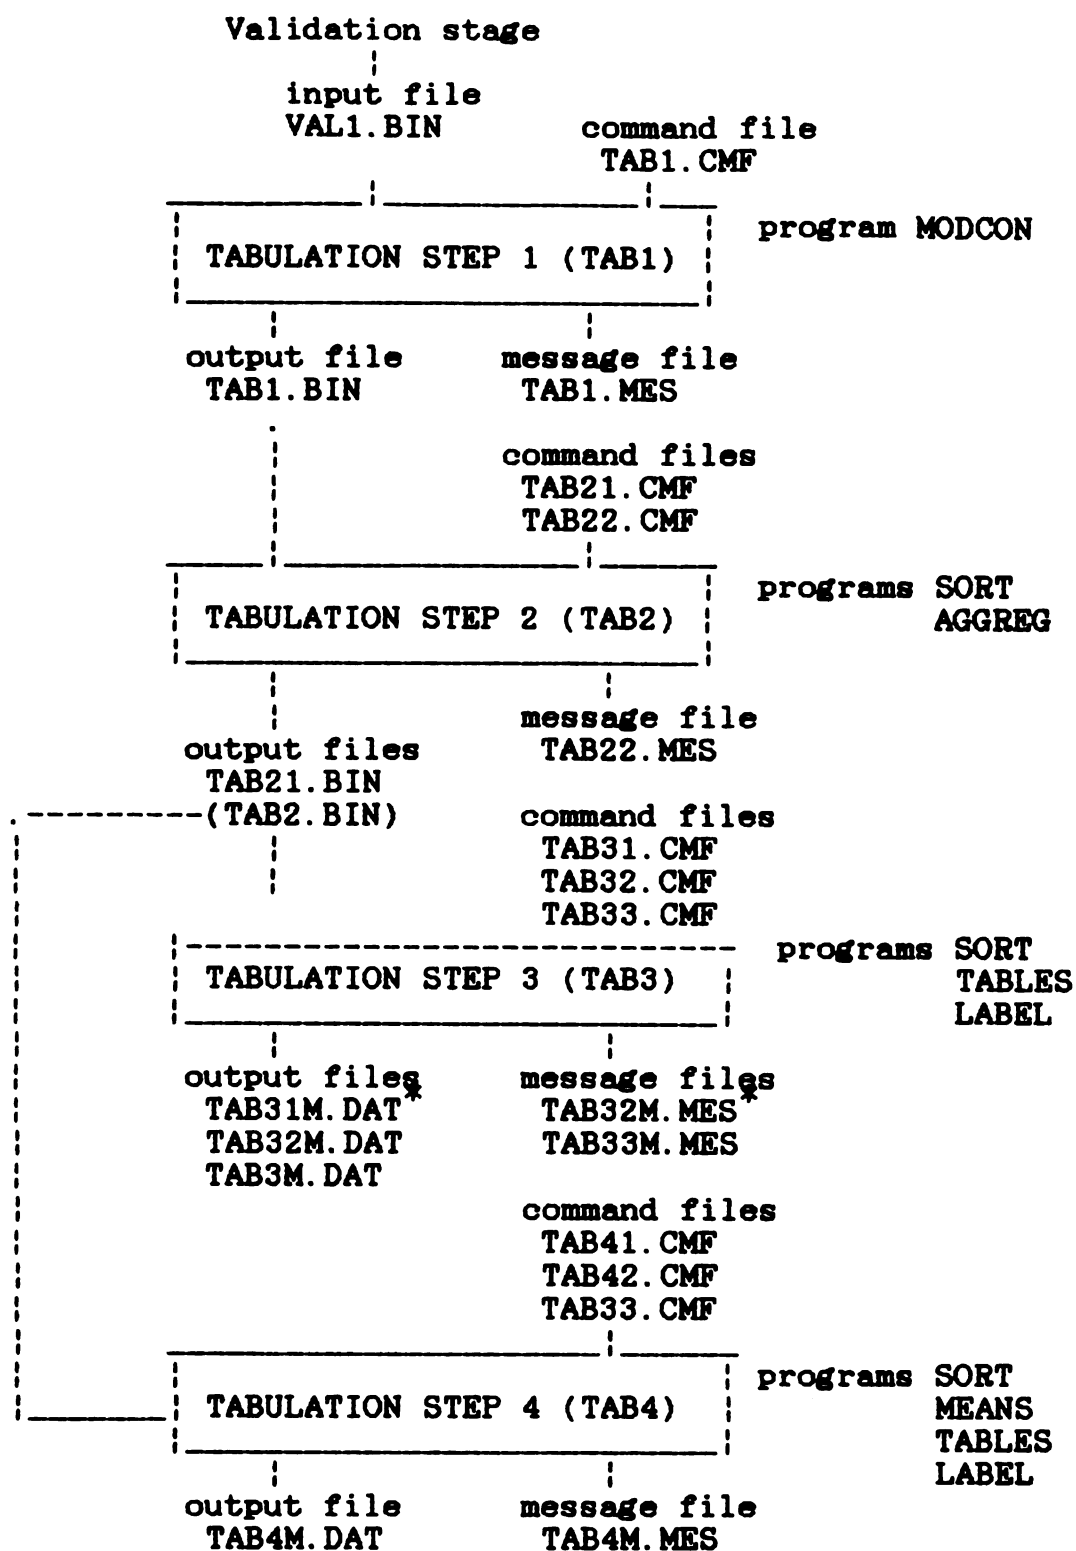 Validation stage
input file
VAL1.BIN
command file
TAB1.CMF
program MODCON
TABULATION STEP 1 (TAB1)
output file
TAB1.BIN
message file
TAB1.MES
command files
TAB21.CMF
TAB22.CMF
programs SORT
AGGREG
TABULATION STEP 2 (TAB2)
message file
TAB22.MES
output files
TAB21.BIN
(TAB2.BIN)
command files
TAB31.CMF
TAB32.CMF
TAB33.CMF
programs SORT
TABLES
LABEL
TABULATION STEP 3 (TAB3)
output files
TAB31M.DAT*
TAB32M.DAT
TAB3M.DAT
message files
TAB32M.MES*
TAB33M.MES
command files
TAB41.CMF
TAB42.CMF
TAB33.CMF
programs SORT
MEANS
TABLES
LABEL
TABULATION STEP 4 (TAB4)
output file
TAB4M.DAT
message file
TAB4M.MES